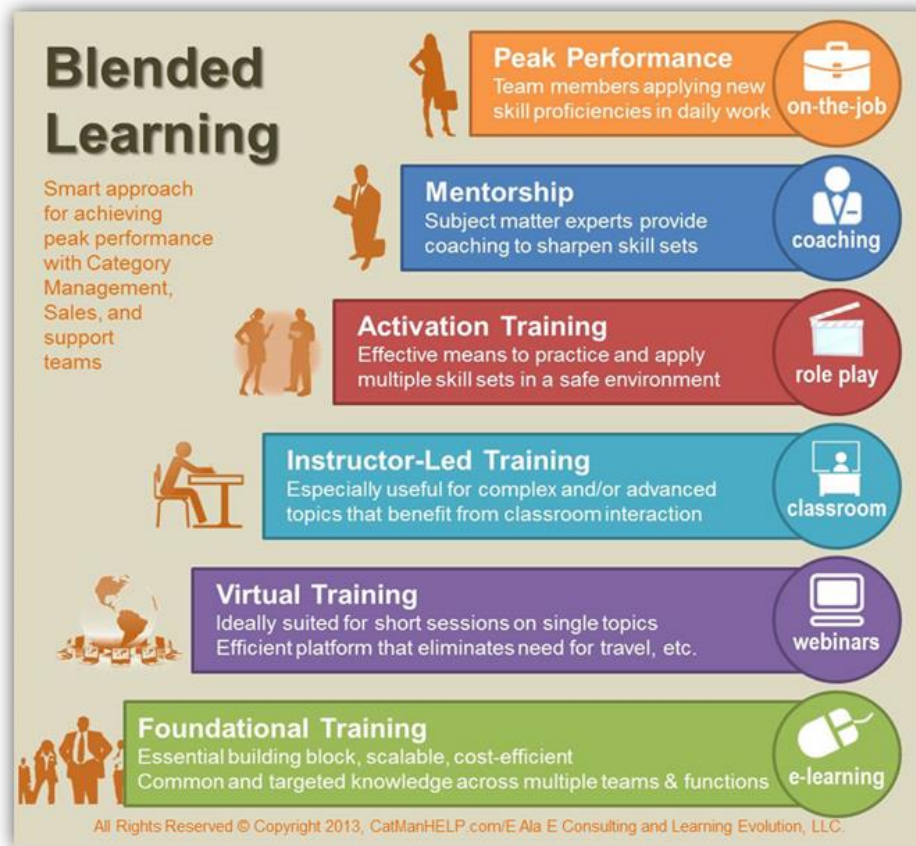 Blended
Learning
Smart approach
for achieving
peak performance
with Category
Management,
Sales, and
support
teams
Peak Performance
Team members applying new
skill proficiencies in daily work
on-the-job
Mentorship
Subject matter experts provide
coaching to sharpen skill sets
coaching
Activation Training
Effective means to practice and apply
multiple skill sets in a safe environment
role play
Instructor-Led Training
Especially useful for complex and/or advanced
topics that benefit from classroom interaction
classroom
Virtual Training
Ideally suited for short sessions on single topics
Efficient platform that eliminates need for travel, etc.
webinars
Foundational Training
Essential building block, scalable, cost-efficient
Common and targeted knowledge across multiple teams & functions
e-learning
All Rights Reserved © Copyright 2013, CatManHELP.com/E Ala E Consulting and Learning Evolution, LLC.